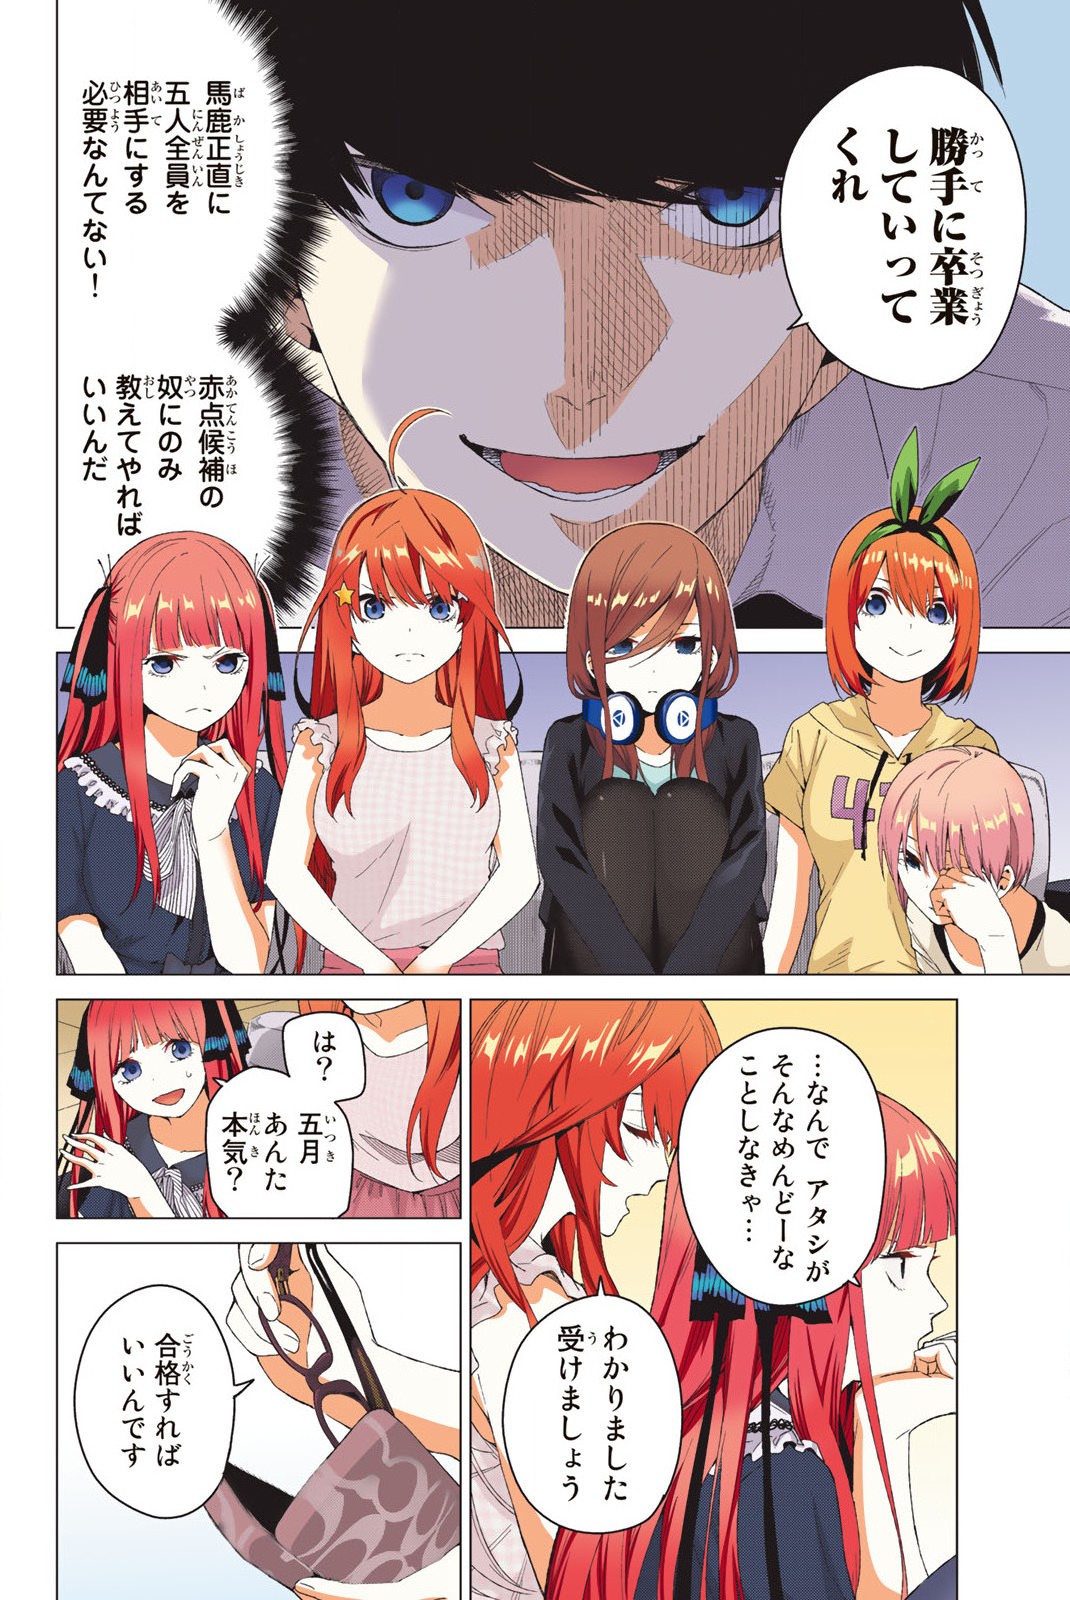 勝手に卒業
していって
くれ
馬鹿正直に
五人全員を
相手にする
必要なんてない！
赤点候補の
奴にのみ
教えてやれば
いいんだ
…なんで アタシが
そんなめんどーな
ことしなきゃ…
わかりました
受けましょう
は？
五月
あんた
本気？
合格すれば
いいんです